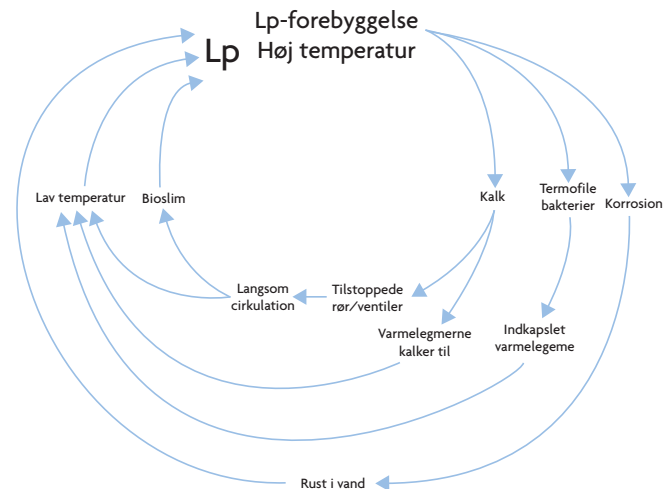 Lp-forebyggelse
Høj temperatur
Lp
Lav temperatur
Bioslim
Kalk
Termofile
bakterier
Korrosion
Langsom
cirkulation
Tilstoppede
rør/ventiler
Varmelegmerne
kalker til
Indkapslet
varmelegeme
Rust i vand